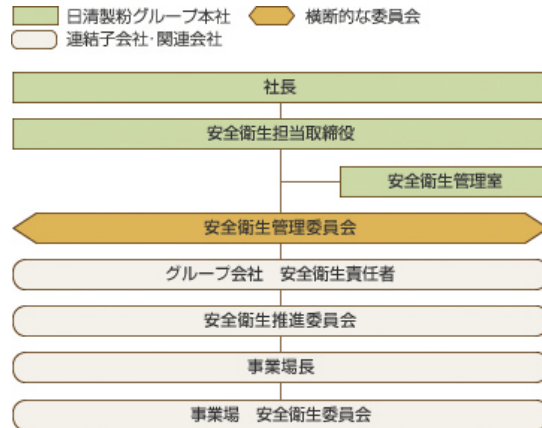 日清製粉グループ本社 横断的な委員会
連結子会社・関連会社
社長
安全衛生担当取締役
安全衛生管理室
安全衛生管理委員会
グループ会社　安全衛生責任者
安全衛生推進委員会
事業場長
事業場　安全衛生委員会